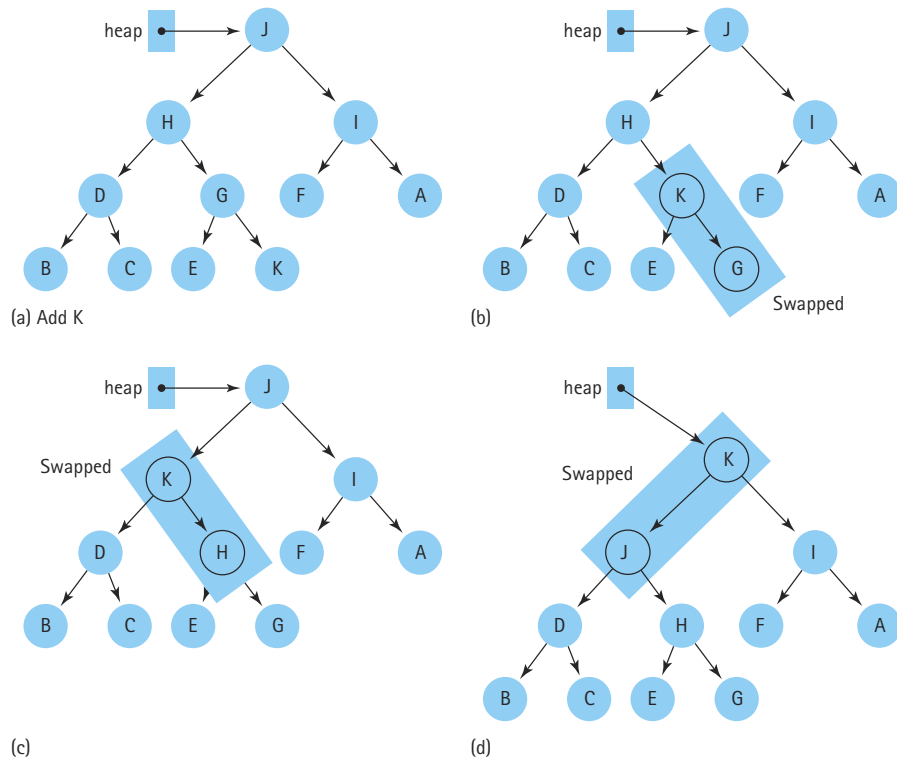 heap J
H I
D G F A
B C E K
(a) Add K
heap J
H I
D K F A
B C E G
Swapped
(b)
heap J
Swapped
K I
D H F A
B C E G
(c)
heap
K
Swapped
J I
D H F A
B C E G
(d)